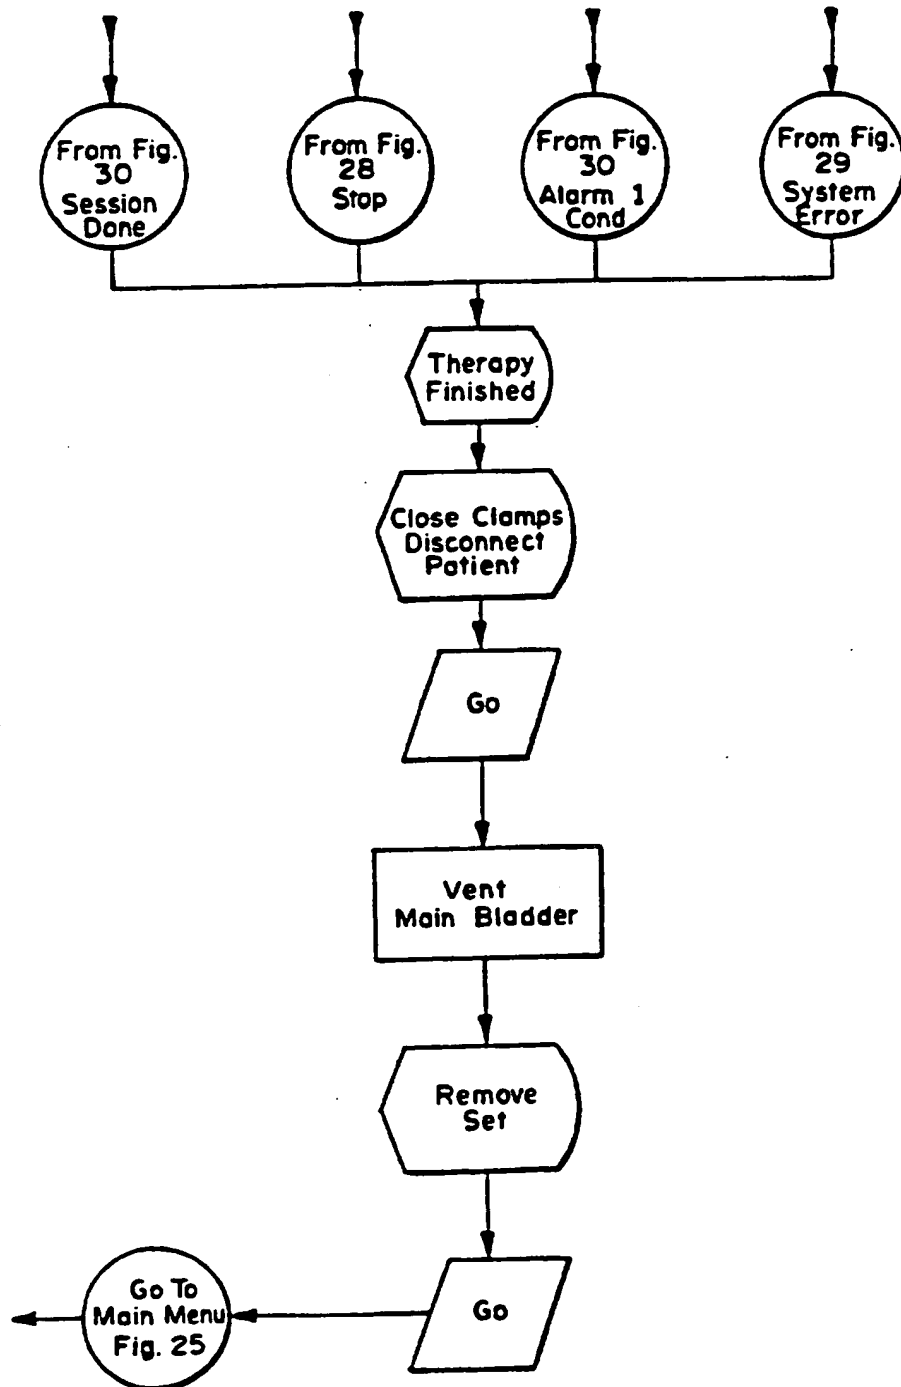 From Fig.
30
Session
Done
From Fig.
28
Stop
From Fig.
30
Alarm 1
Cond
From Fig.
29
System
Error
Therapy
Finished
Close Clamps
Disconnect
Patient
Go
Vent
Main Bladder
Remove
Set
Go
Go To
Main Menu
Fig. 25